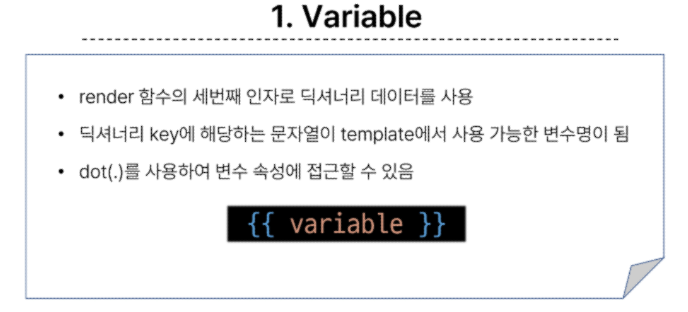 1. Variable
• render 함수의 세번째 인자로 딕셔너리 데이터를 사용
• 딕셔너리 key에 해당하는 문자열이 template에서 사용 가능한 변수명이 됨
• dot(.)를 사용하여 변수 속성에 접근할 수 있음
{{ variable }}